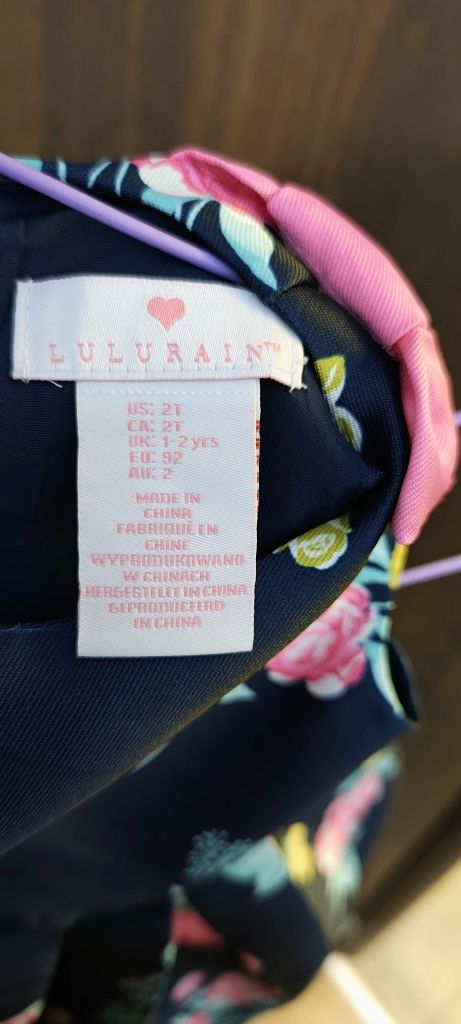 LULURAIN™
US: 2T
CA: 2T
UK: 1-2 yrs
EU: 92
AU: 2
MADE IN
CHINA
FABRIQUÉ EN
CHINE
WYPRODUKOWANO
W CHINACH
HERGESTELLT IN CHINA
GEPRODUCEERD
IN CHINA